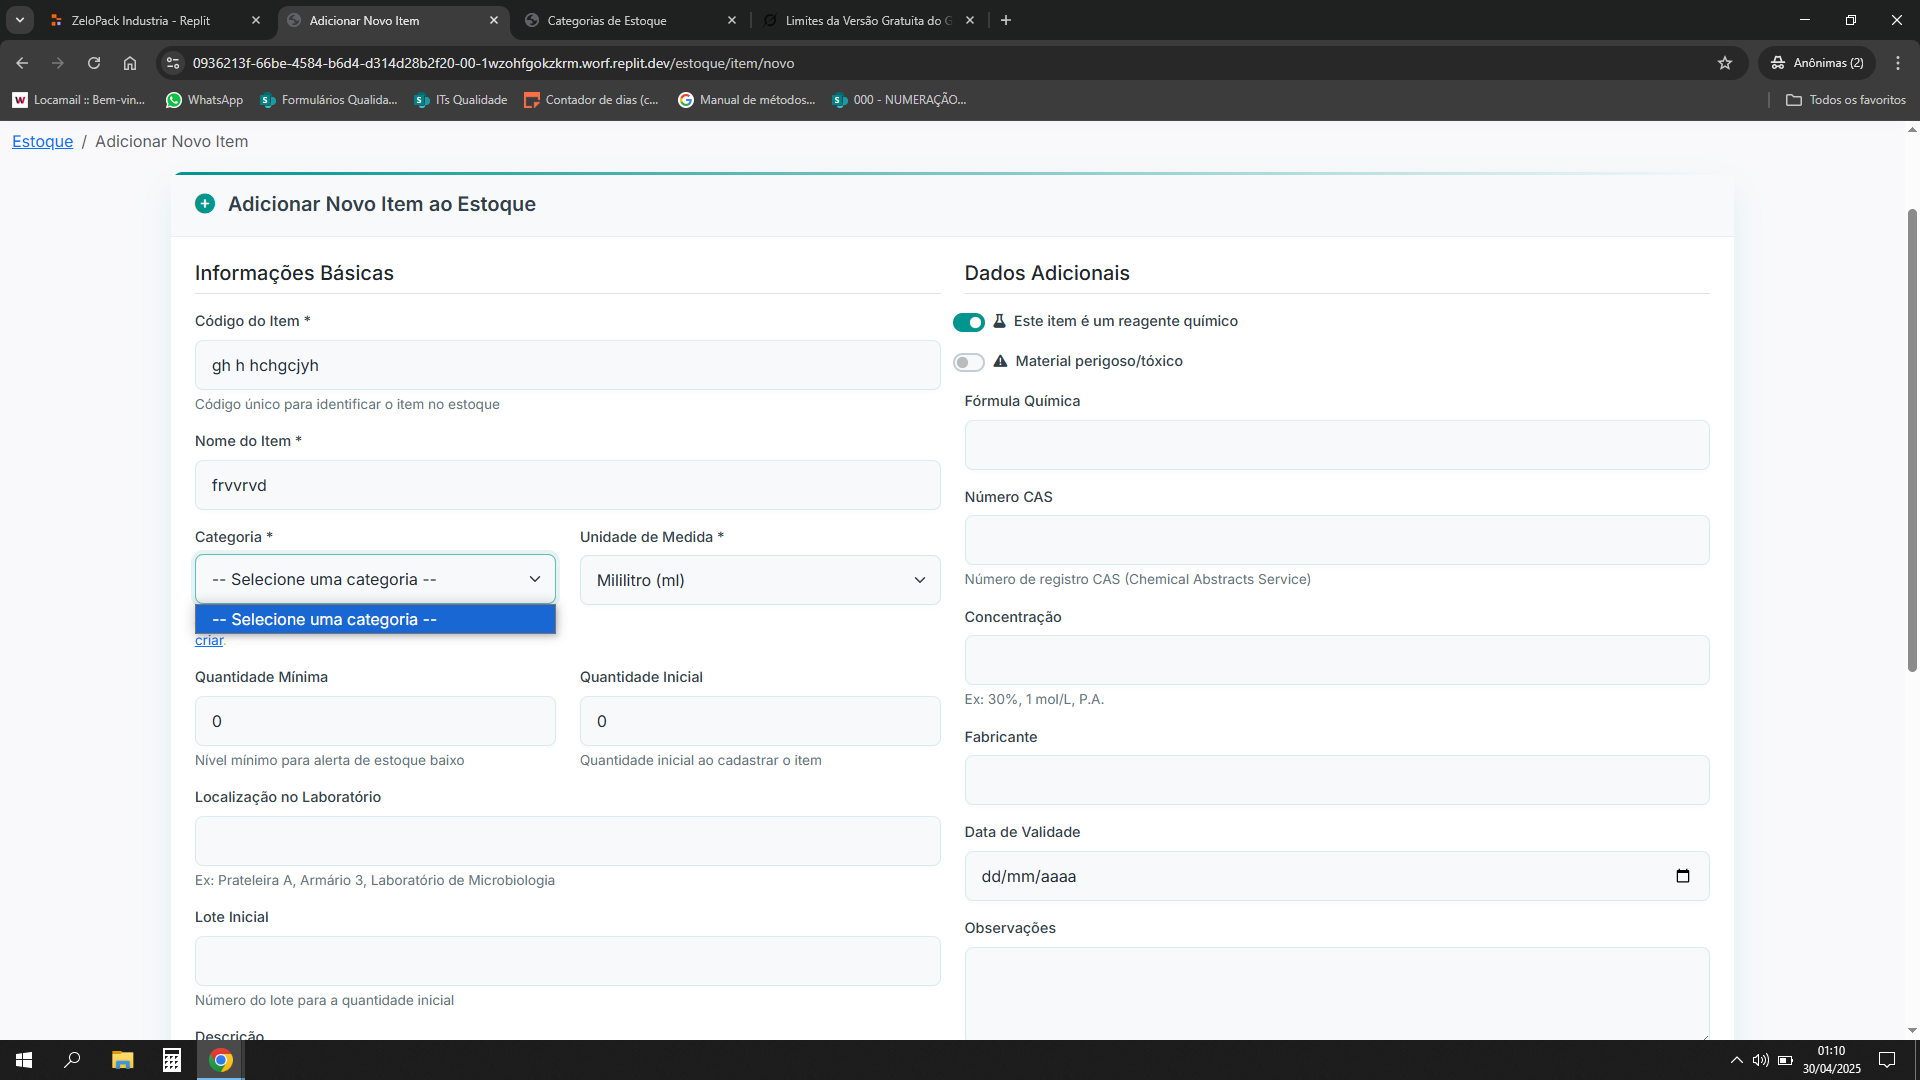 ZeloPack Industria - Replit
Adicionar Novo Item
Categorias de Estoque
Limites da Versão Gratuita do G
0936213f-66be-4584-b6d4-d314d28b2f20-00-1wzohfgokzkrm.worf.replit.dev/estoque/item/novo
Anônimas (2)
Locamail :: Bem-vin...
WhatsApp
Formulários Qualida...
ITs Qualidade
Contador de dias (c...
Manual de métodos...
000 - NUMERAÇÃO...
Todos os favoritos
Estoque / Adicionar Novo Item
Adicionar Novo Item ao Estoque
Informações Básicas
Código do Item *
gh h hchgcjyh
Código único para identificar o item no estoque
Nome do Item *
frvvrvd
Categoria *
Unidade de Medida *
-- Selecione uma categoria --
Mililitro (ml)
-- Selecione uma categoria --
criar.
Quantidade Mínima
Quantidade Inicial
0
0
Nível mínimo para alerta de estoque baixo
Quantidade inicial ao cadastrar o item
Localização no Laboratório
Ex: Prateleira A, Armário 3, Laboratório de Microbiologia
Lote Inicial
Número do lote para a quantidade inicial
Descrição
Dados Adicionais
Este item é um reagente químico
Material perigoso/tóxico
Fórmula Química
Número CAS
Número de registro CAS (Chemical Abstracts Service)
Concentração
Ex: 30%, 1 mol/L, P.A.
Fabricante
Data de Validade
dd/mm/aaaa
Observações
01:10
30/04/2025